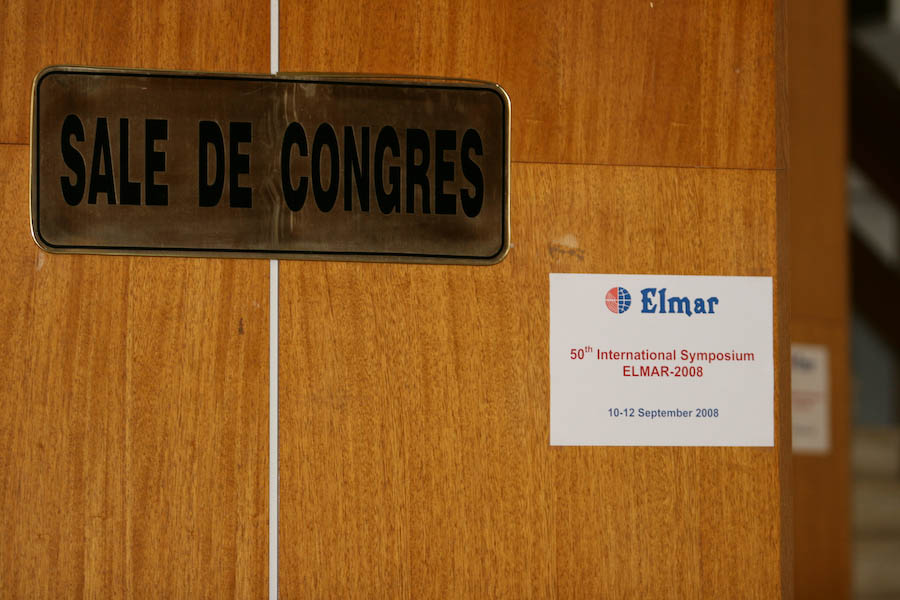 SALE DE CONGRES
Elmar
50th International Symposium
ELMAR-2008
10-12 September 2008